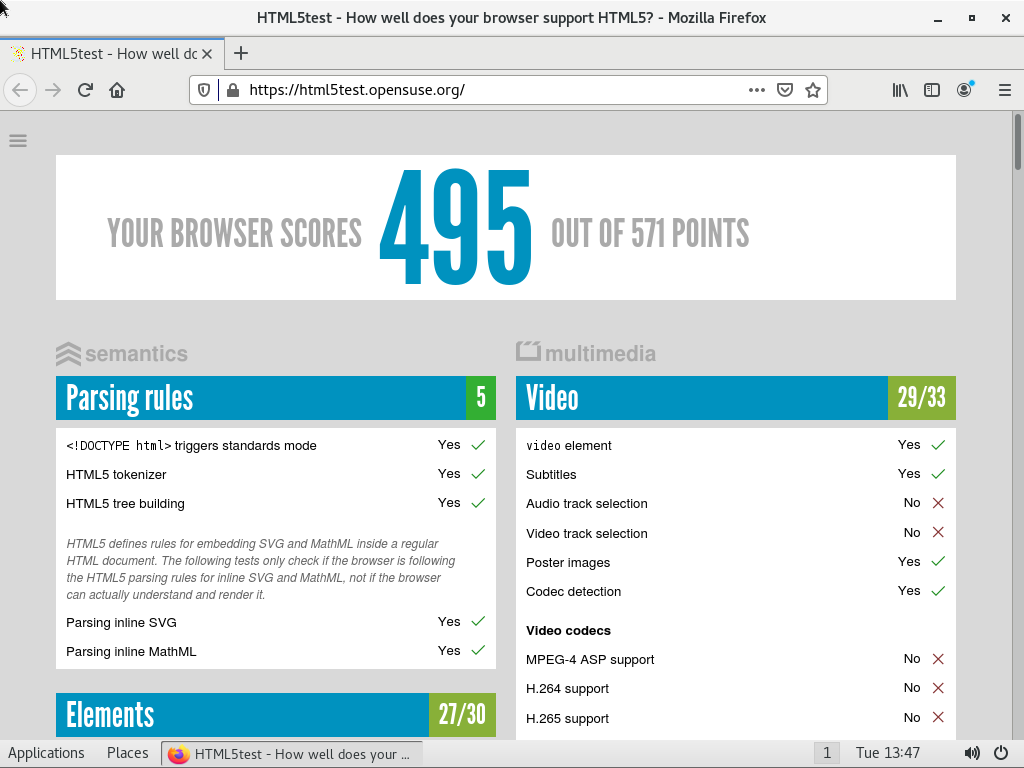 HTML5test - How well does your browser support HTML5? - Mozilla Firefox
HTML5test - How well dc
https://html5test.opensuse.org/
YOUR BROWSER SCORES 495 OUT OF 571 POINTS
semantics
Parsing rules 5
<!DOCTYPE html> triggers standards mode Yes
HTML5 tokenizer Yes
HTML5 tree building Yes
HTML5 defines rules for embedding SVG and MathML inside a regular
HTML document. The following tests only check if the browser is following
the HTML5 parsing rules for inline SVG and MathML, not if the browser
can actually understand and render it.
Parsing inline SVG Yes
Parsing inline MathML Yes
Elements 27/30
multimedia
Video 29/33
video element Yes
Subtitles Yes
Audio track selection No
Video track selection No
Poster images Yes
Codec detection Yes
Video codecs
MPEG-4 ASP support No
H.264 support No
H.265 support No
Applications Places HTML5test - How well does your ... 1 Tue 13:47